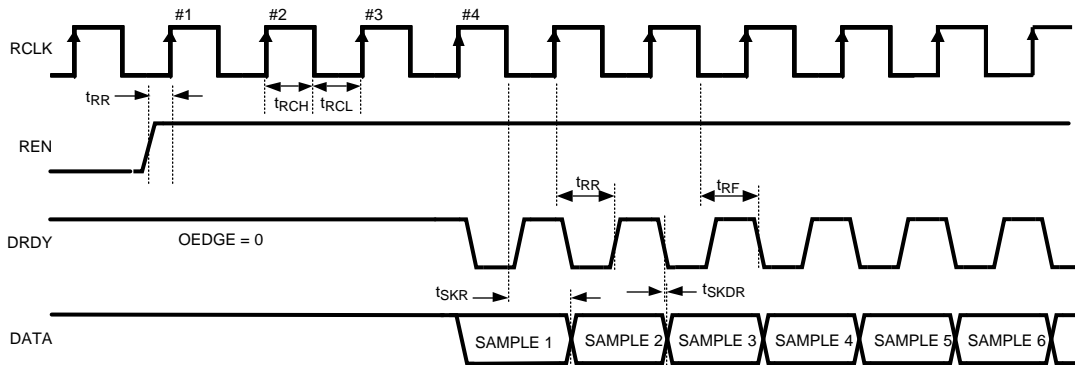 #1 #2 #3 #4
RCLK
tRR tRCH tRCL
REN
tRR tRF
DRDY
OEDGE = 0
tSKR tSKDR
DATA SAMPLE 1 SAMPLE 2 SAMPLE 3 SAMPLE 4 SAMPLE 5 SAMPLE 6